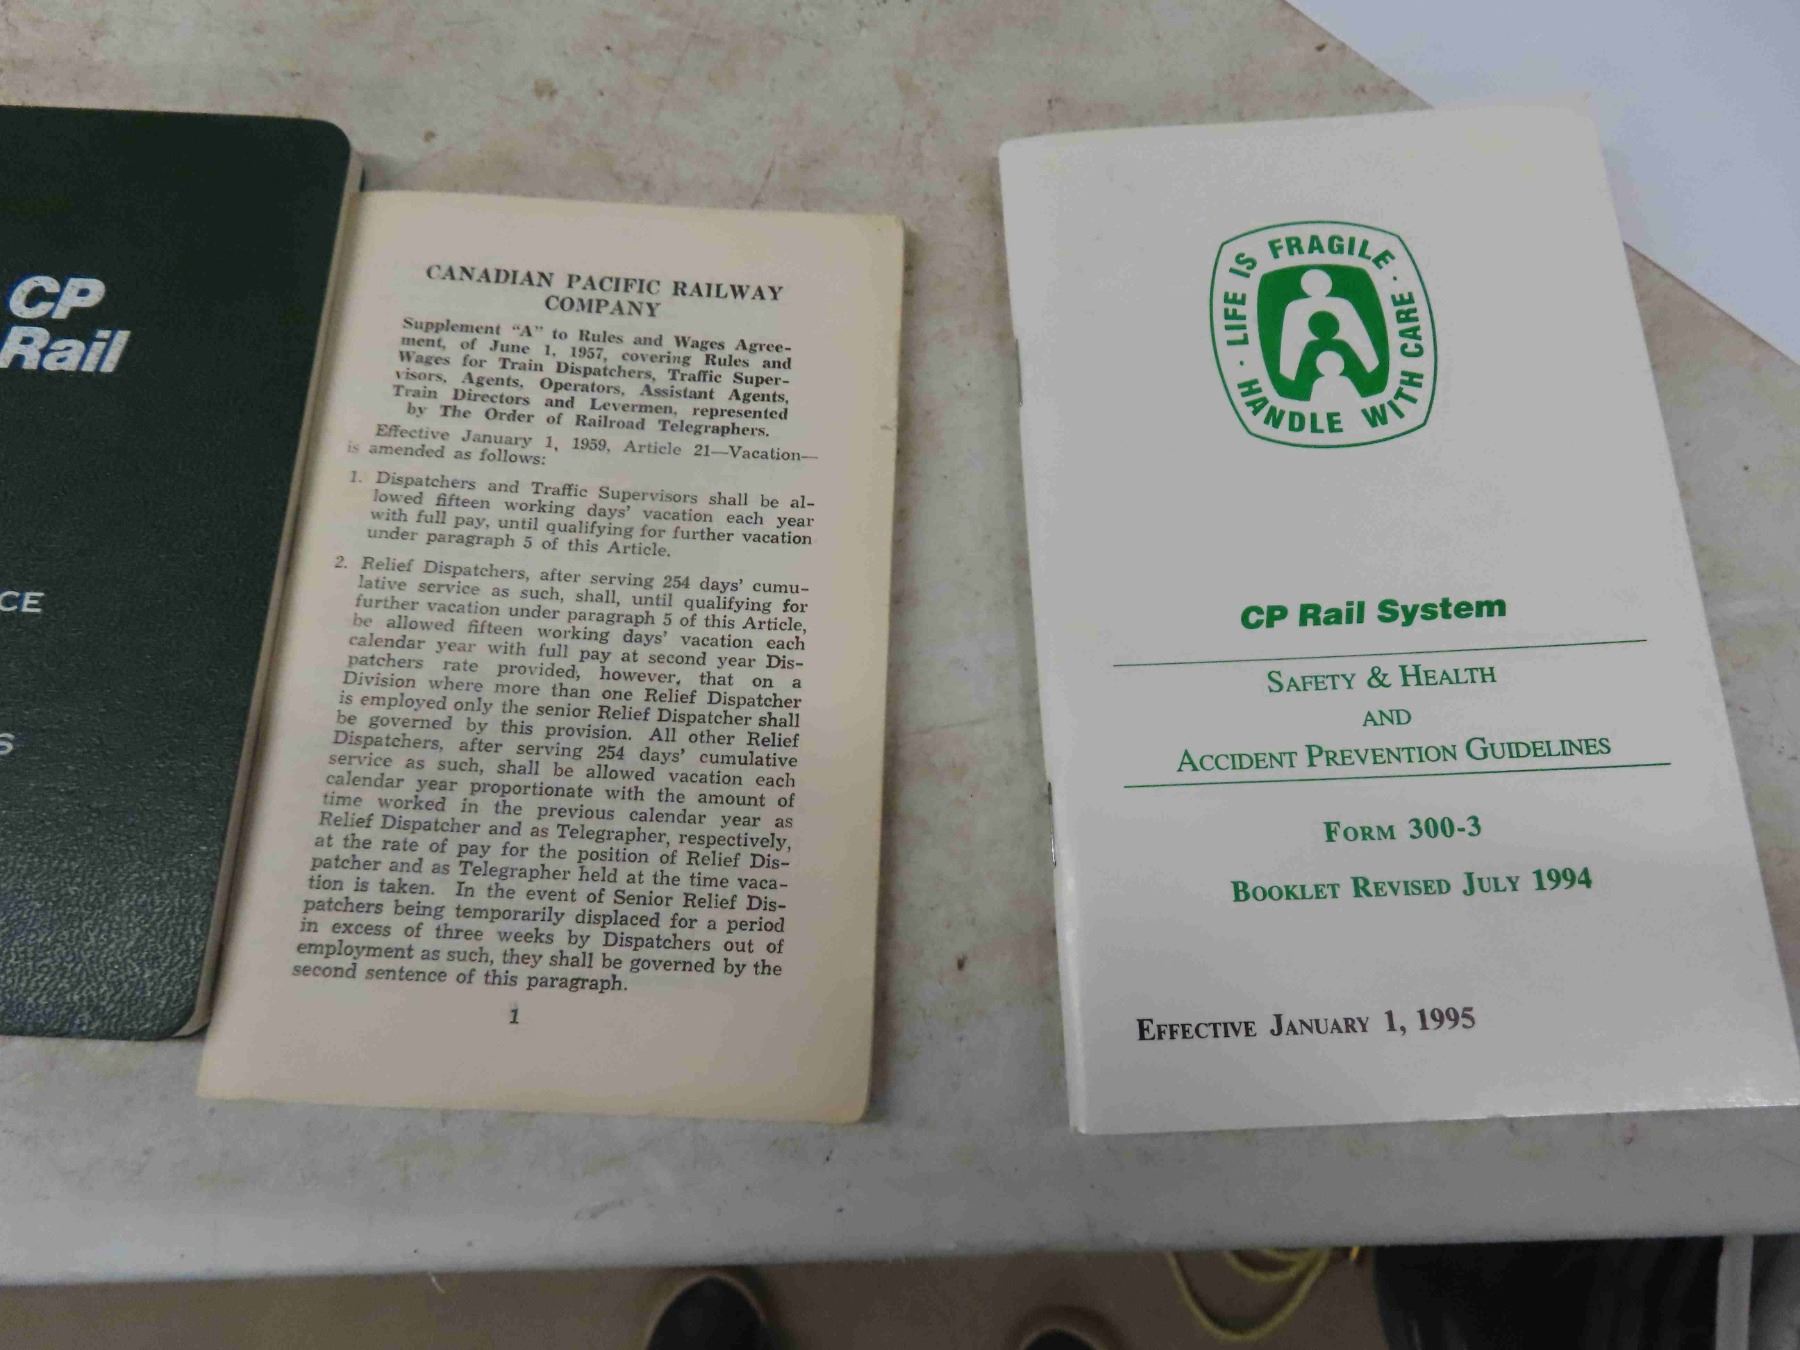 CP
Rail
CE
S
CANADIAN PACIFIC RAILWAY
COMPANY
Supplement “A” to Rules and Wages Agree-
ment, of June 1, 1957, covering Rules and
Wages for Train Dispatchers, Traffic Super-
visors, Agents, Operators, Assistant Agents,
Train Directors and Levermen, represented
by The Order of Railroad Telegraphers.
Effective January 1, 1959, Article 21—Vacation—
is amended as follows:
1. Dispatchers and Traffic Supervisors shall be al-
lowed fifteen working days’ vacation each year
with full pay, until qualifying for further vacation
under paragraph 5 of this Article.
2. Relief Dispatchers, after serving 254 days’ cumu-
lative service as such, shall, until qualifying for
further vacation under paragraph 5 of this Article,
be allowed fifteen working days’ vacation each
calendar year with full pay at second year Dis-
patchers rate provided, however, that on a
Division where more than one Relief Dispatcher
is employed only the senior Relief Dispatcher shall
be governed by this provision. All other Relief
Dispatchers, after serving 254 days’ cumulative
service as such, shall be allowed vacation each
calendar year proportionate with the amount of
time worked in the previous calendar year as
Relief Dispatcher and as Telegrapher, respectively,
at the rate of pay for the position of Relief Dis-
patcher and as Telegrapher held at the time vaca-
tion is taken. In the event of Senior Relief Dis-
patchers being temporarily displaced for a period
in excess of three weeks by Dispatchers out of
employment as such, they shall be governed by the
second sentence of this paragraph.
1
· LIFE IS FRAGILE ·
HANDLE WITH CARE
CP Rail System
SAFETY & HEALTH
AND
ACCIDENT PREVENTION GUIDELINES
FORM 300-3
BOOKLET REVISED JULY 1994
EFFECTIVE JANUARY 1, 1995